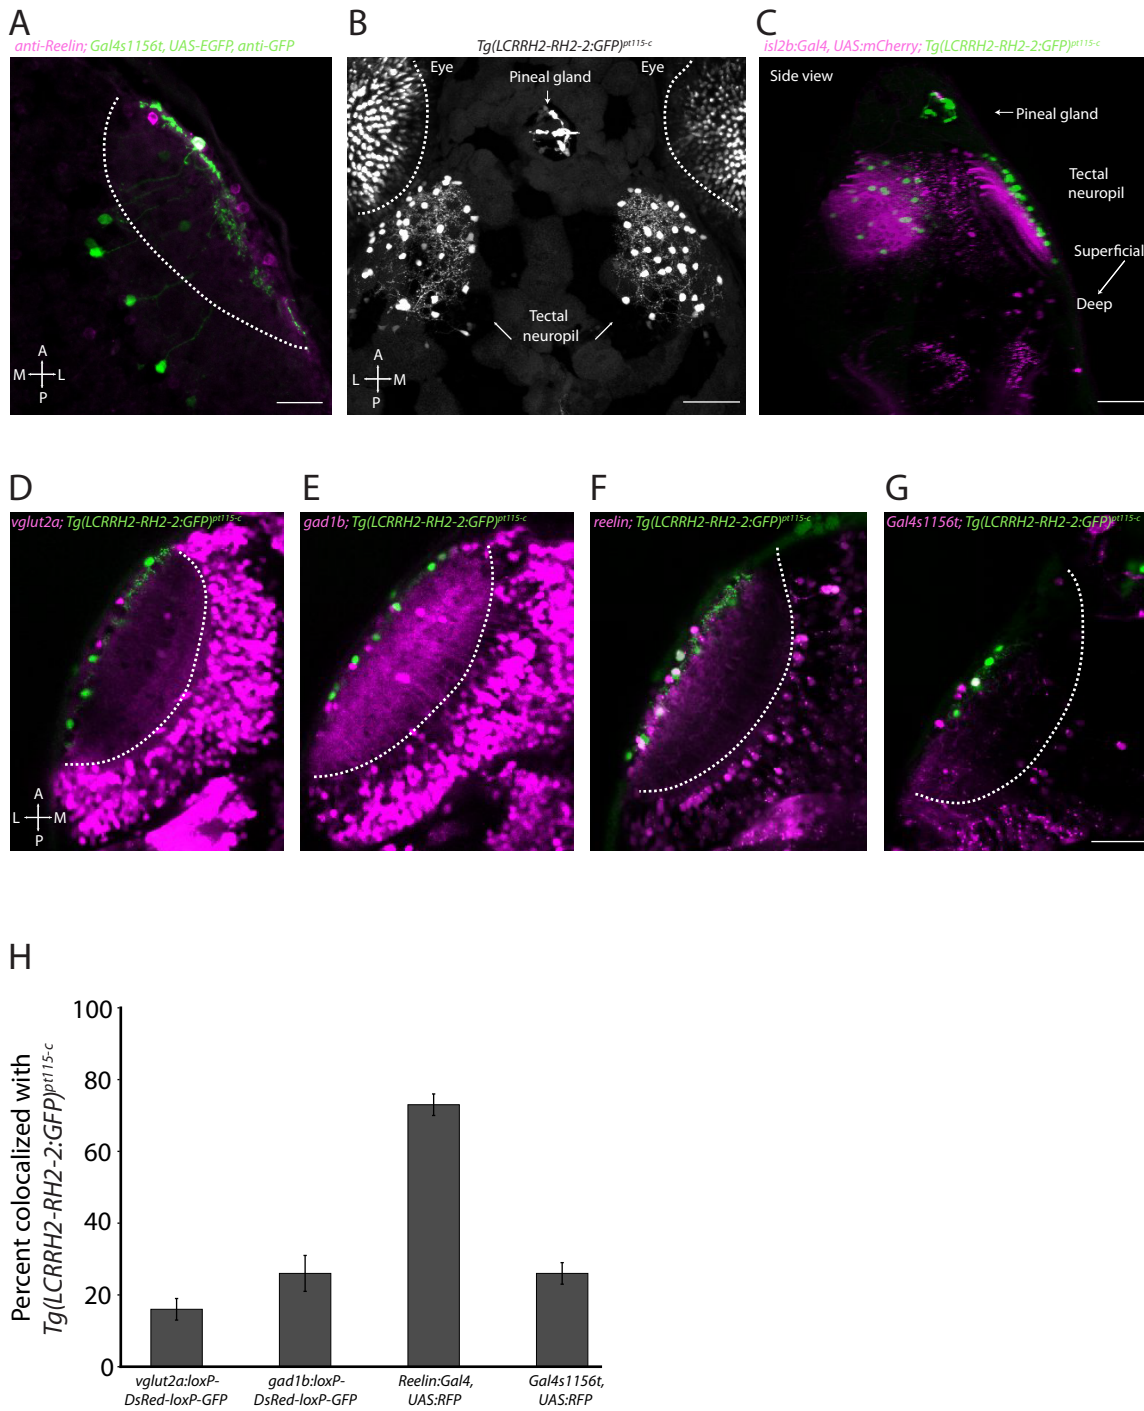 A
anti-Reelin; Gal4s1156t, UAS-EGFP, anti-GFP
A
M L
P
B
Tg(LCRRH2-RH2-2:GFP)pt115-c
Eye
Eye
Pineal gland
Tectal
neuropil
A
L M
P
C
isl2b:Gal4, UAS:mCherry; Tg(LCRRH2-RH2-2:GFP)pt115-c
Side view
Pineal gland
Tectal
neuropil
Superficial
Deep
D
vglut2a; Tg(LCRRH2-RH2-2:GFP)pt115-c
A
L M
P
E
gad1b; Tg(LCRRH2-RH2-2:GFP)pt115-c
F
reelin; Tg(LCRRH2-RH2-2:GFP)pt115-c
G
Gal4s1156t; Tg(LCRRH2-RH2-2:GFP)pt115-c
H
Percent colocalized with
Tg(LCRRH2-RH2-2:GFP)pt115-c
100
80
60
40
20
0
vglut2a:loxP-
DsRed-loxP-GFP
gad1b:loxP-
DsRed-loxP-GFP
Reelin:Gal4,
UAS:RFP
Gal4s1156t,
UAS:RFP